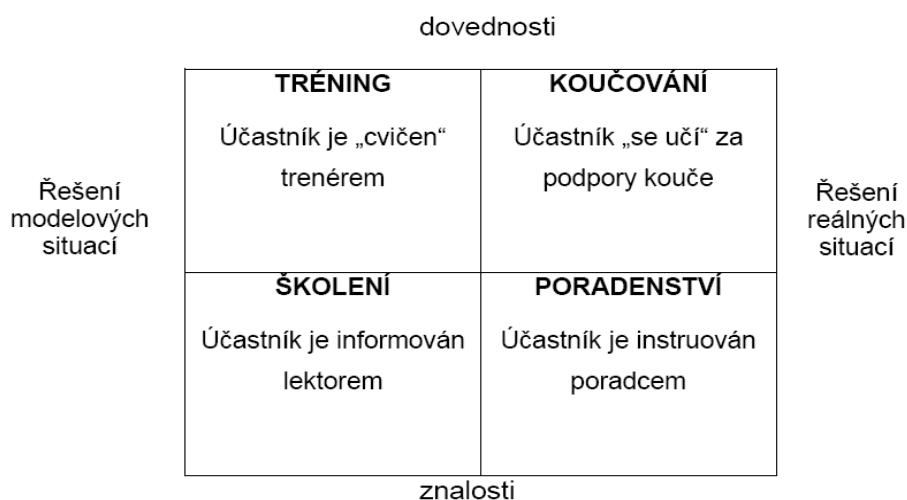 dovednosti
TRÉNING
Účastník je „cvičen“
trenérem
KOUČOVÁNÍ
Účastník „se učí“ za
podpory kouče
Řešení
modelových
situací
Řešení
reálných
situací
ŠKOLENÍ
Účastník je informován
lektorem
PORADENSTVÍ
Účastník je instruován
poradcem
znalosti